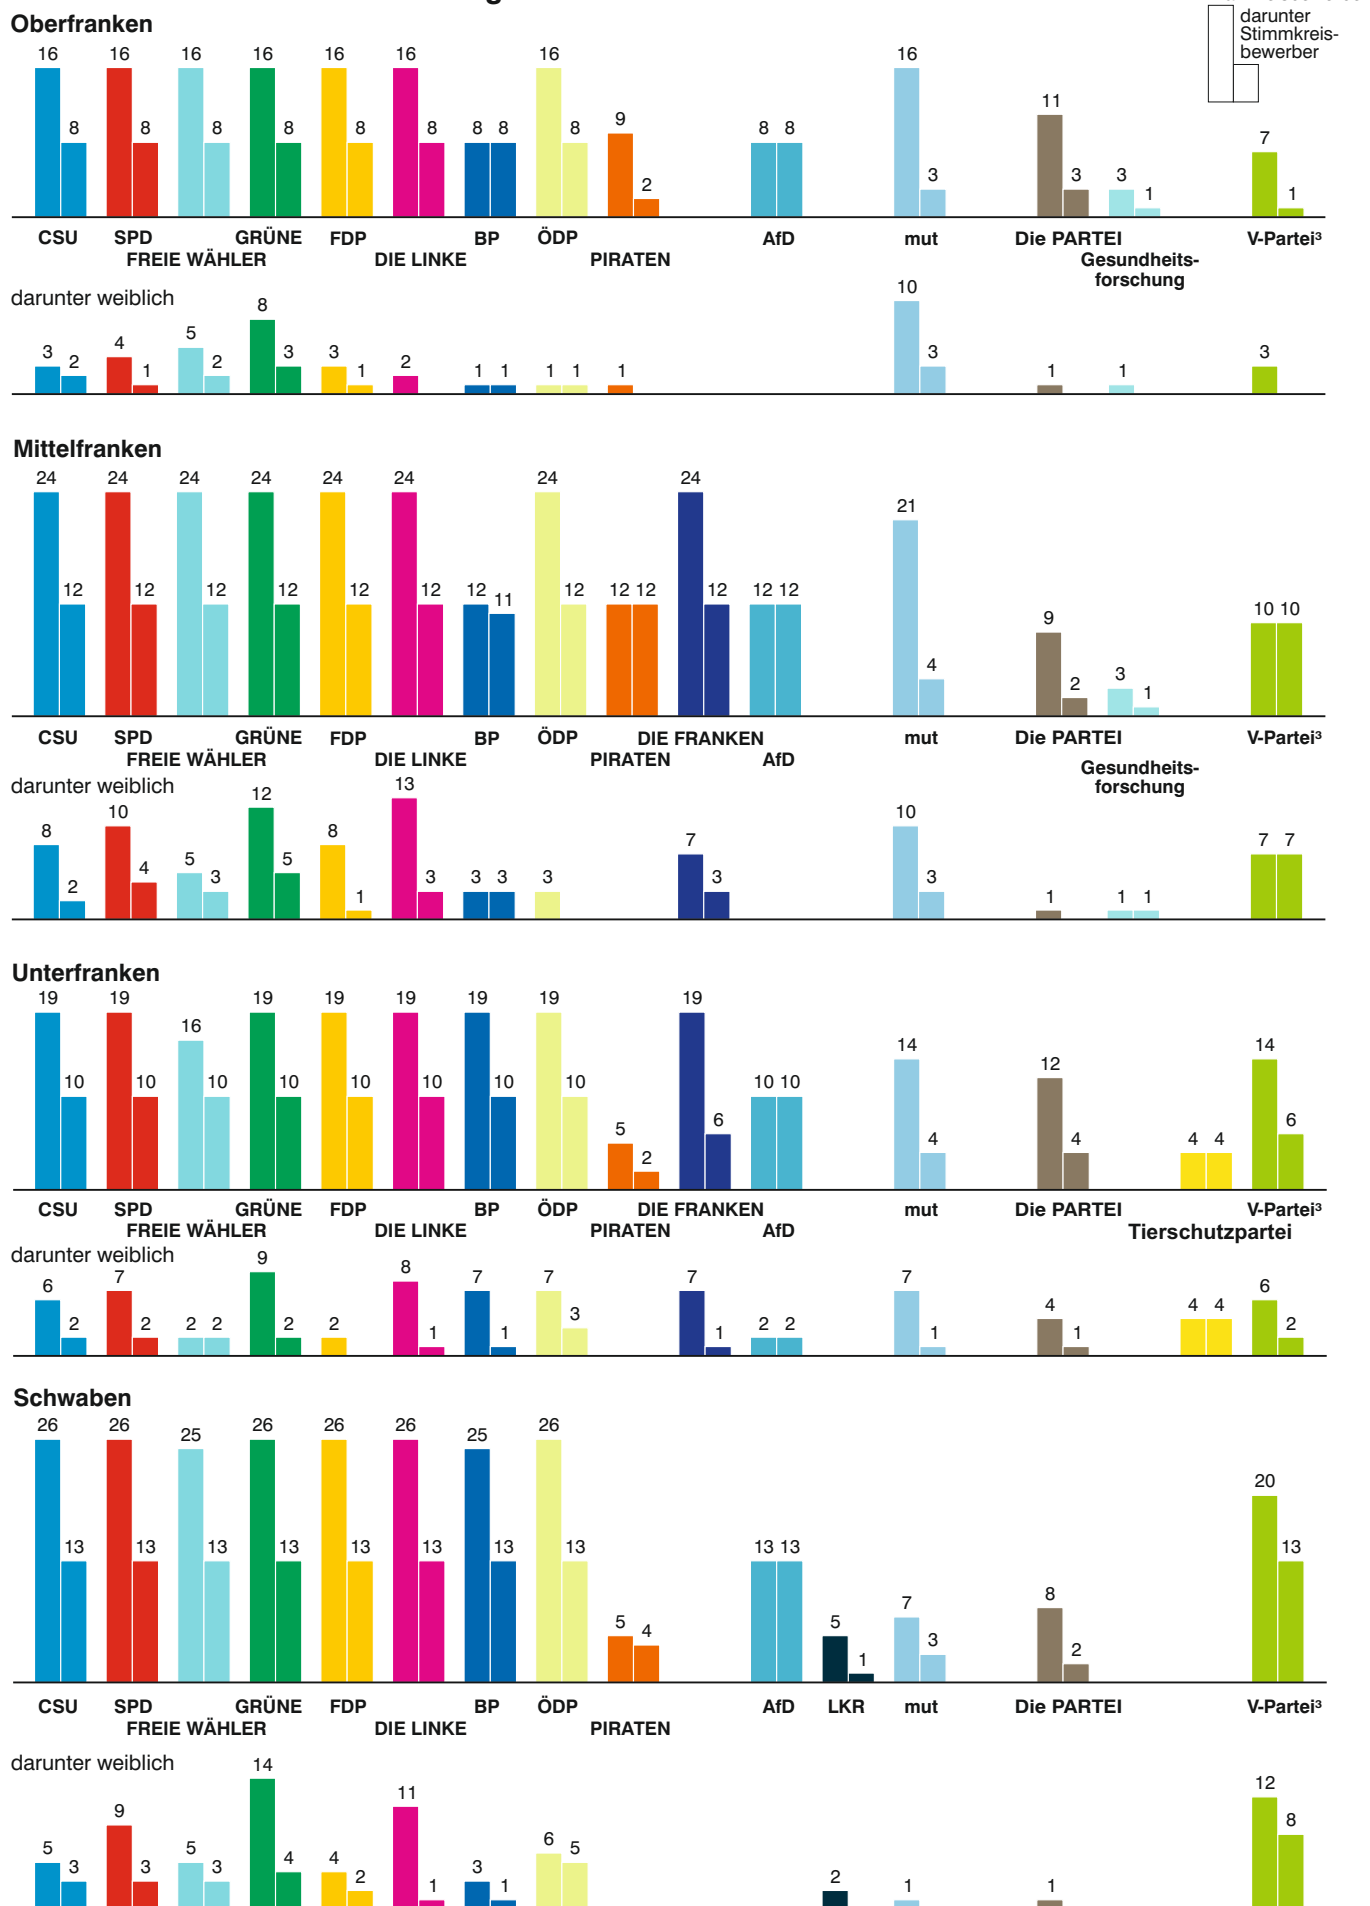 Oberfranken
darunter
Stimmkreis-
bewerber
16 16 16 16 16 16 16 16
8 8 8 8 8 8 8 8 8 9 2 8 8 3 11 3 3 1 7 1
CSU SPD GRÜNE FDP BP ÖDP AfD mut Die PARTEI V-Partei³
FREIE WÄHLER DIE LINKE PIRATEN Gesundheits-
forschung
darunter weiblich
3 2 4 1 5 2 8 3 3 1 2 1 1 1 1 1 10 3 1 1 3
Mittelfranken
24 24 24 24 24 24 24 24
12 12 12 12 12 12 12 11 12 12 12 12 12 12 21 4 9 2 3 1 10 10
CSU SPD GRÜNE FDP BP ÖDP DIE FRANKEN mut Die PARTEI V-Partei³
FREIE WÄHLER DIE LINKE PIRATEN AfD Gesundheits-
forschung
darunter weiblich
8 2 10 4 5 3 12 5 8 1 13 3 3 3 3 7 3 10 3 1 1 1 7 7
Unterfranken
19 19 16 19 19 19 19 19 19
10 10 10 10 10 10 10 10 5 2 6 10 10 14 4 12 4 4 4 14 6
CSU SPD GRÜNE FDP BP ÖDP DIE FRANKEN mut Die PARTEI V-Partei³
FREIE WÄHLER DIE LINKE PIRATEN AfD Tierschutzpartei
darunter weiblich
6 2 7 2 2 2 9 2 2 8 1 7 1 7 3 7 1 2 2 7 1 4 1 4 4 6 2
Schwaben
26 26 25 26 26 26 25 26
13 13 13 13 13 13 13 13 5 4 13 13 5 1 7 3 8 2 20 13
CSU SPD GRÜNE FDP BP ÖDP AfD LKR mut Die PARTEI V-Partei³
FREIE WÄHLER DIE LINKE PIRATEN
darunter weiblich
5 3 9 3 5 3 14 4 4 2 11 1 3 1 6 5 2 1 1 12 8